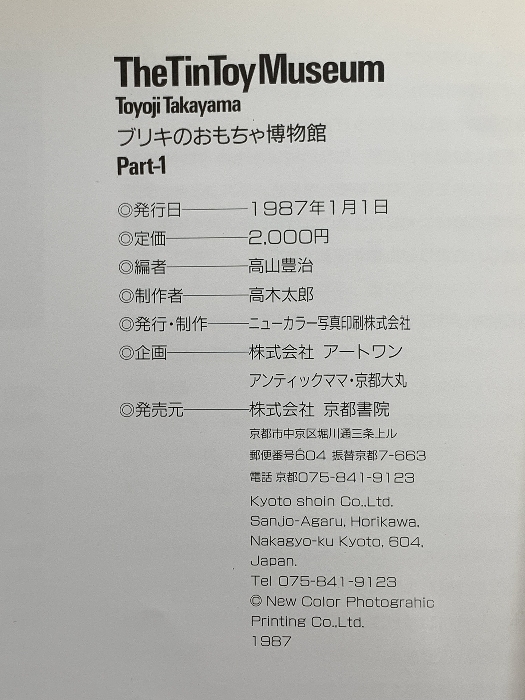 The Tin Toy Museum
Toyoji Takayama
ブリキのおもちゃ博物館
Part-1
◎発行日────1987年1月1日
◎定価─────2,000円
◎編者─────高山豊治
◎制作者────高木太郎
◎発行・制作──ニューカラー写真印刷株式会社
◎企画─────株式会社 アートワン
アンティックママ・京都大丸
◎発売元────株式会社 京都書院
京都市中京区堀川通三条上ル
郵便番号604 振替京都7-663
電話 京都075-841-9123
Kyoto shoin Co.,Ltd.
Sanjo-Agaru, Horikawa,
Nakagyo-ku Kyoto, 604,
Japan.
Tel 075-841-9123
© New Color Photograhic
Printing Co.,Ltd.
1987